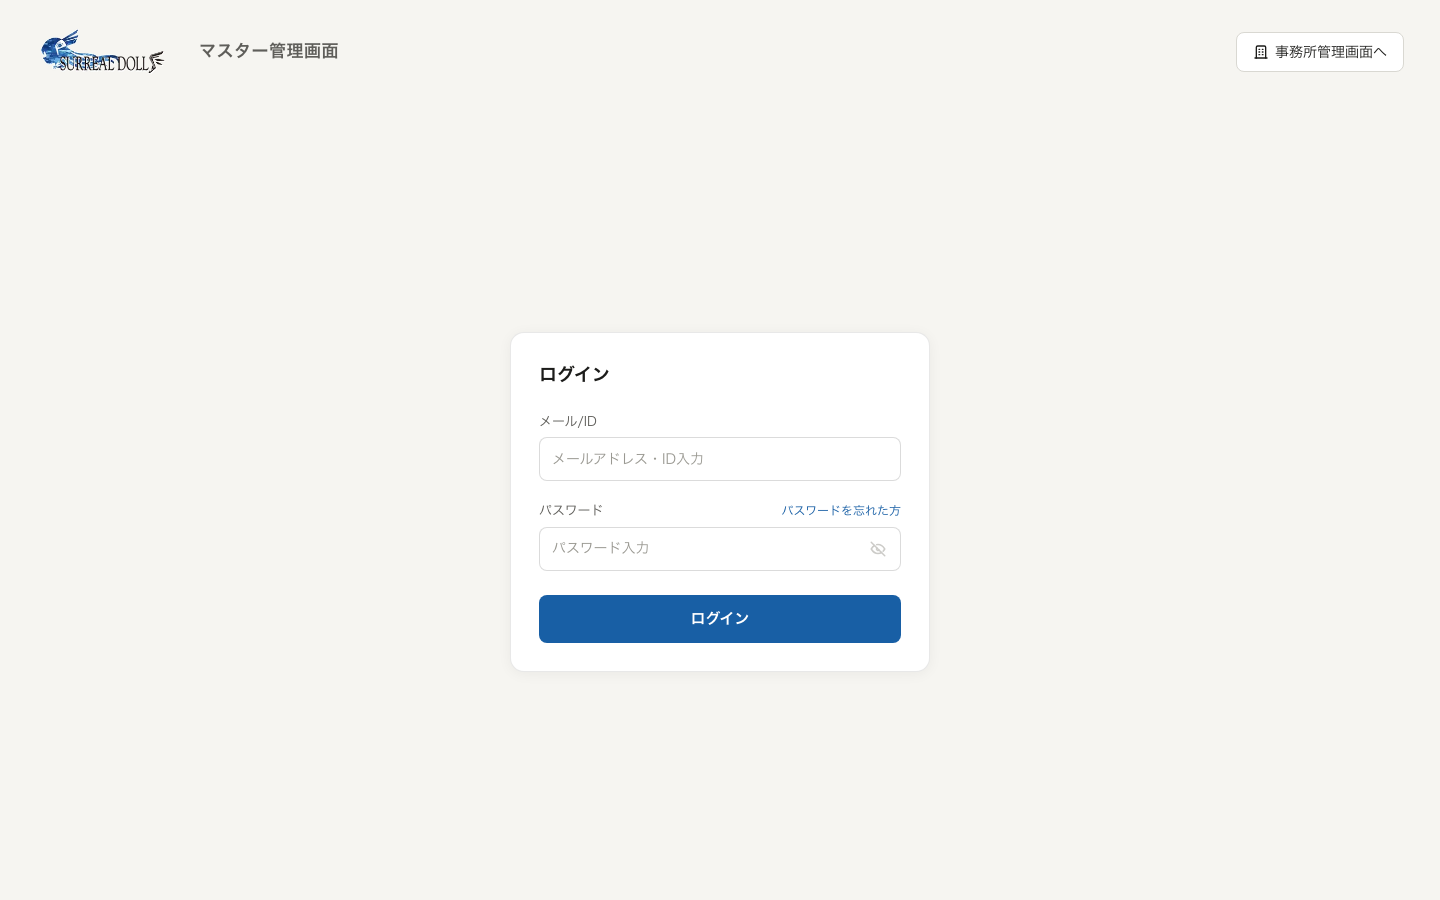 SURREAL DOLL
マスター管理画面
事務所管理画面へ
ログイン
メール/ID
メールアドレス・ID入力
パスワード
パスワードを忘れた方
パスワード入力
ログイン